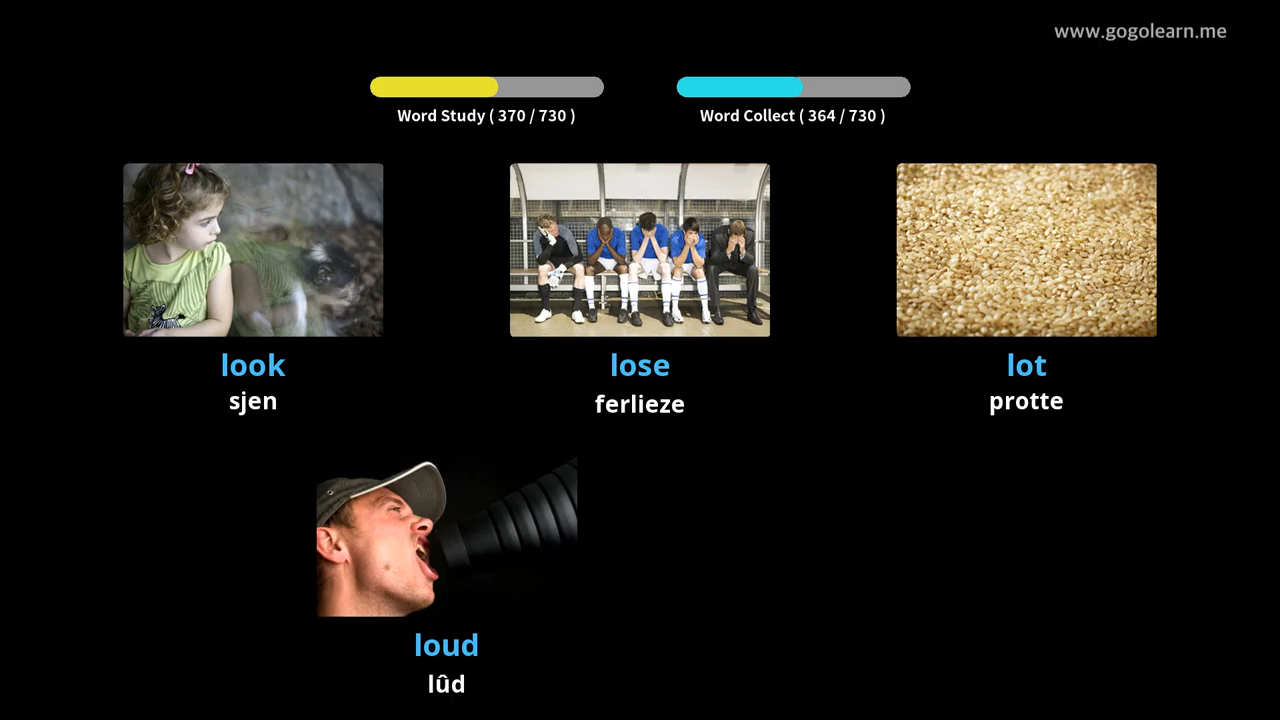 www.gogolearn.me
Word Study ( 370 / 730 )
Word Collect ( 364 / 730 )
look
sjen
lose
ferlieze
lot
protte
loud
lûd